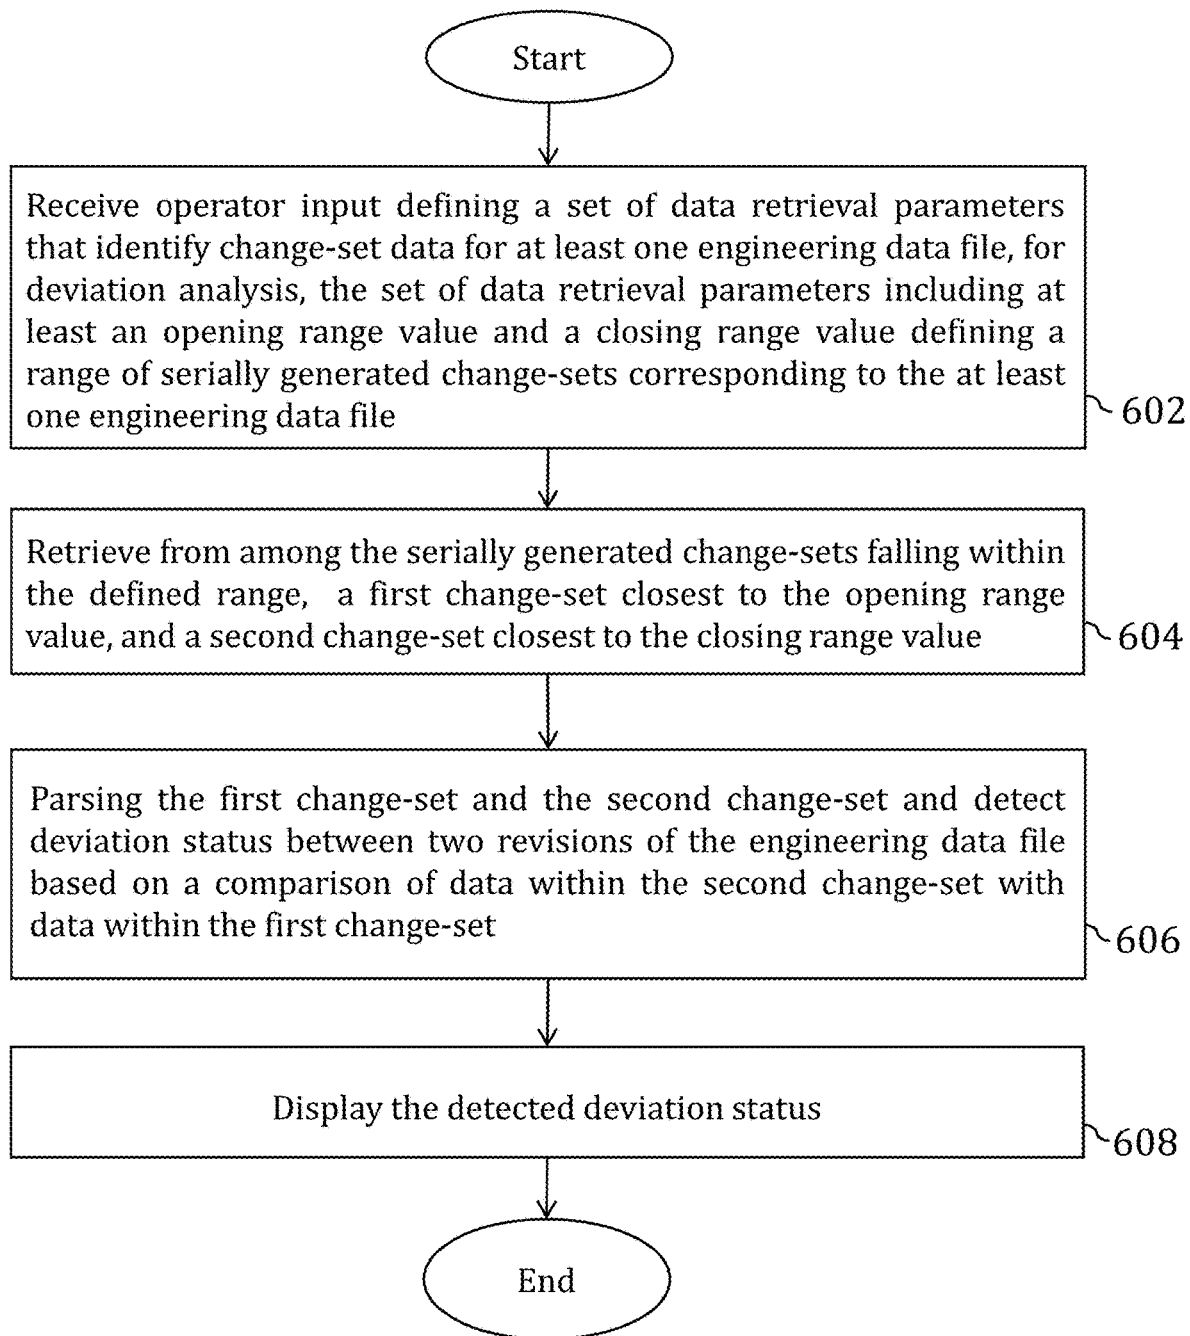 Start
Receive operator input defining a set of data retrieval parameters
that identify change-set data for at least one engineering data file, for
deviation analysis, the set of data retrieval parameters including at
least an opening range value and a closing range value defining a
range of serially generated change-sets corresponding to the at least
one engineering data file
602
Retrieve from among the serially generated change-sets falling within
the defined range, a first change-set closest to the opening range
value, and a second change-set closest to the closing range value
604
Parsing the first change-set and the second change-set and detect
deviation status between two revisions of the engineering data file
based on a comparison of data within the second change-set with
data within the first change-set
606
Display the detected deviation status
608
End